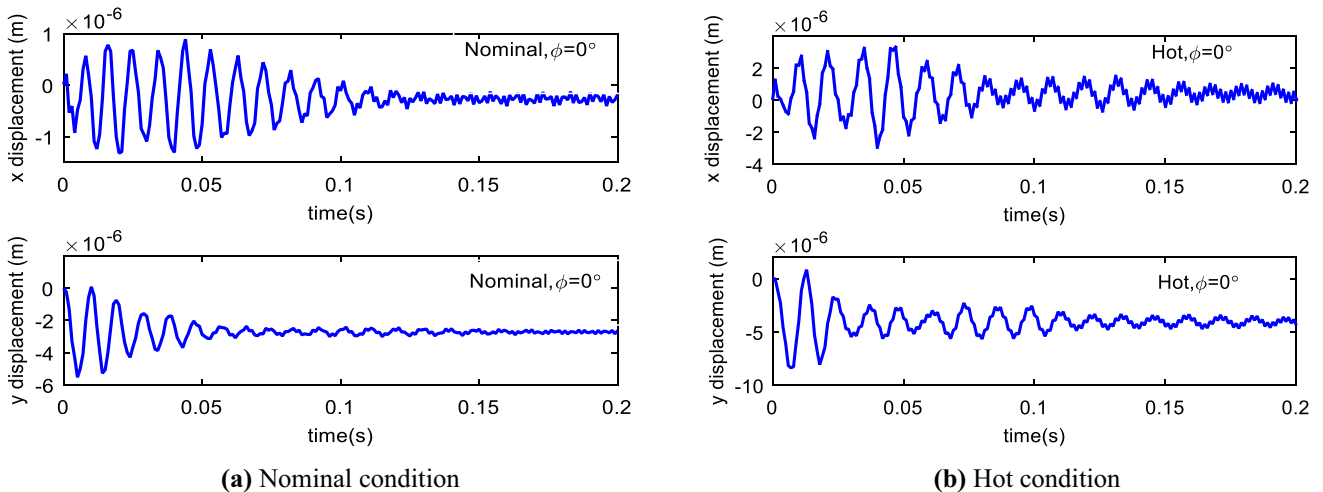 × 10⁻⁶
x displacement (m)
1
0
-1
Nominal,ϕ=0°
0 0.05 0.1 0.15 0.2
time(s)
× 10⁻⁶
y displacement (m)
0
-2
-4
-6
Nominal,ϕ=0°
0 0.05 0.1 0.15 0.2
time(s)
(a) Nominal condition
× 10⁻⁶
x displacement (m)
2
0
-2
-4
Hot,ϕ=0°
0 0.05 0.1 0.15 0.2
time(s)
× 10⁻⁶
y displacement (m)
0
-5
-10
Hot,ϕ=0°
0 0.05 0.1 0.15 0.2
time(s)
(b) Hot condition